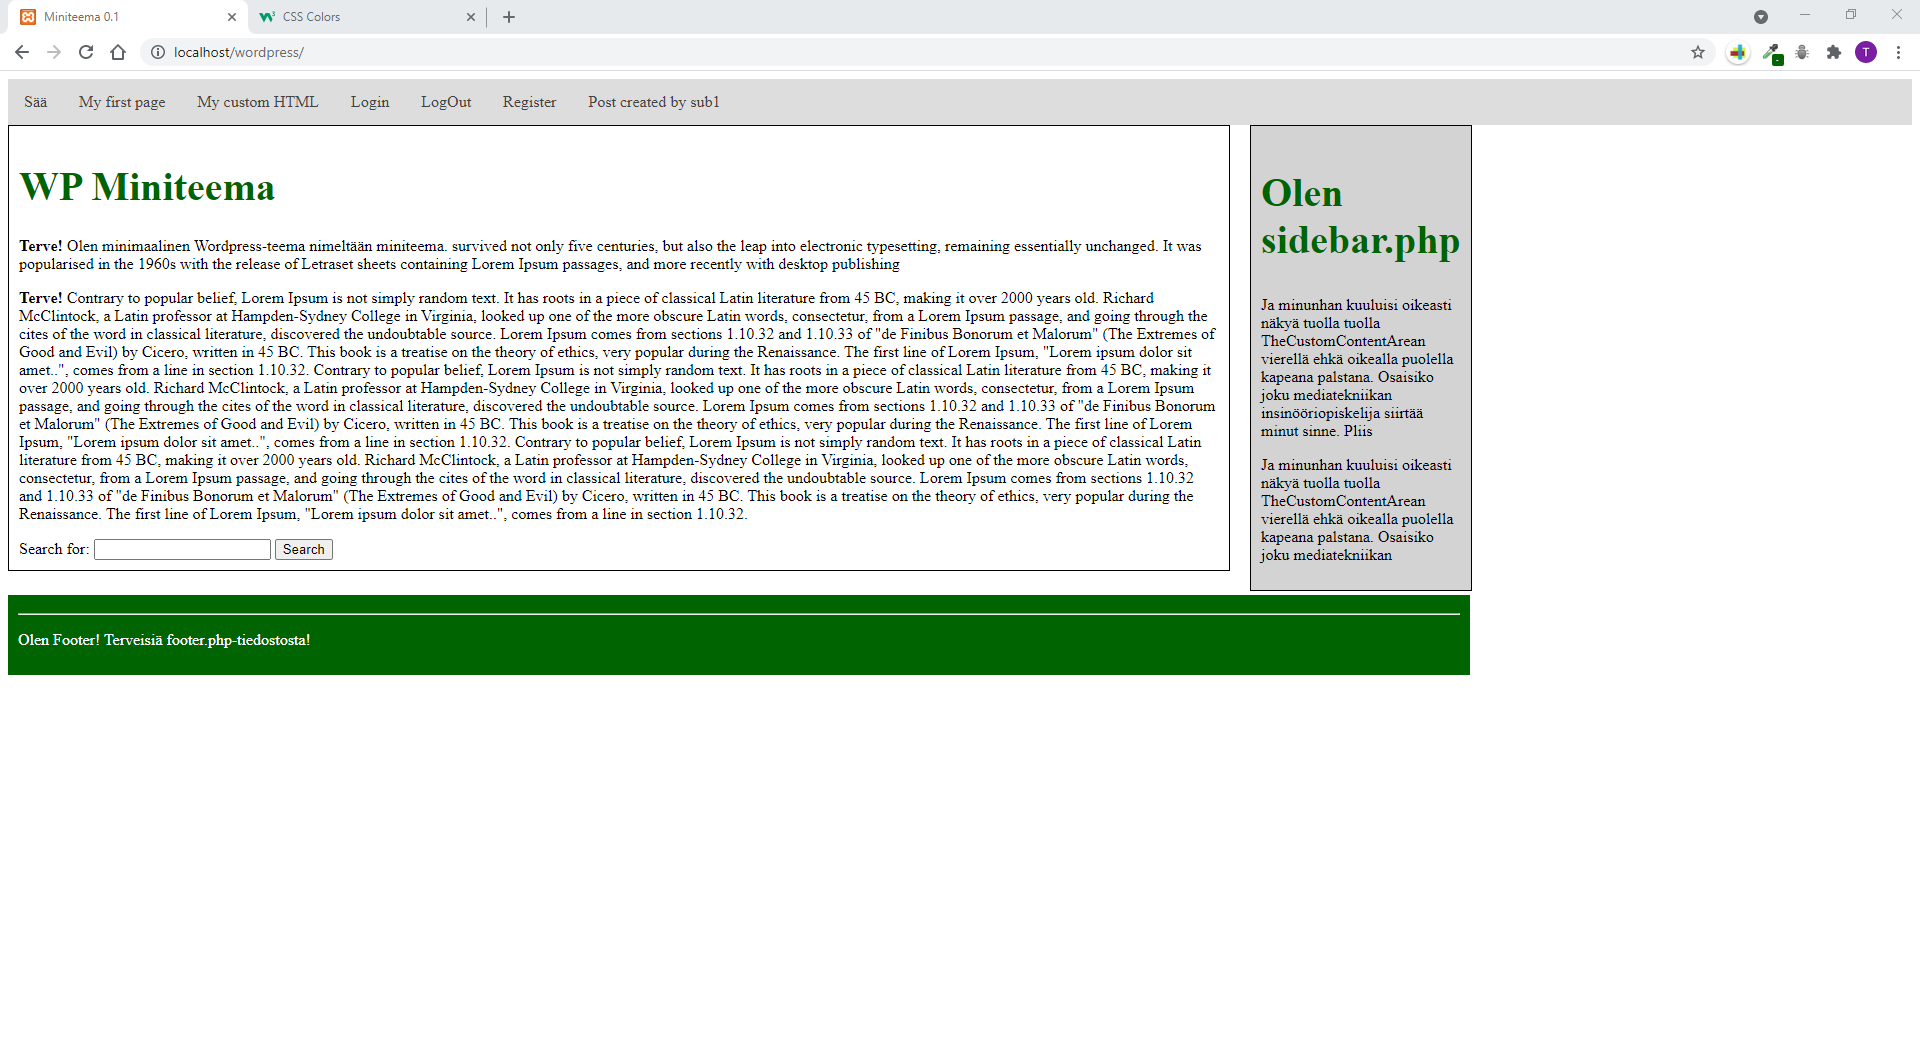 Miniteema 0.1
CSS Colors
localhost/wordpress/
T
Sää My first page My custom HTML Login LogOut Register Post created by sub1
WP Miniteema
Terve! Olen minimaalinen Wordpress-teema nimeltään miniteema. survived not only five centuries, but also the leap into electronic typesetting, remaining essentially unchanged. It was
popularised in the 1960s with the release of Letraset sheets containing Lorem Ipsum passages, and more recently with desktop publishing
Terve! Contrary to popular belief, Lorem Ipsum is not simply random text. It has roots in a piece of classical Latin literature from 45 BC, making it over 2000 years old. Richard
McClintock, a Latin professor at Hampden-Sydney College in Virginia, looked up one of the more obscure Latin words, consectetur, from a Lorem Ipsum passage, and going through the
cites of the word in classical literature, discovered the undoubtable source. Lorem Ipsum comes from sections 1.10.32 and 1.10.33 of "de Finibus Bonorum et Malorum" (The Extremes of
Good and Evil) by Cicero, written in 45 BC. This book is a treatise on the theory of ethics, very popular during the Renaissance. The first line of Lorem Ipsum, "Lorem ipsum dolor sit
amet..", comes from a line in section 1.10.32. Contrary to popular belief, Lorem Ipsum is not simply random text. It has roots in a piece of classical Latin literature from 45 BC, making it
over 2000 years old. Richard McClintock, a Latin professor at Hampden-Sydney College in Virginia, looked up one of the more obscure Latin words, consectetur, from a Lorem Ipsum
passage, and going through the cites of the word in classical literature, discovered the undoubtable source. Lorem Ipsum comes from sections 1.10.32 and 1.10.33 of "de Finibus Bonorum
et Malorum" (The Extremes of Good and Evil) by Cicero, written in 45 BC. This book is a treatise on the theory of ethics, very popular during the Renaissance. The first line of Lorem
Ipsum, "Lorem ipsum dolor sit amet..", comes from a line in section 1.10.32. Contrary to popular belief, Lorem Ipsum is not simply random text. It has roots in a piece of classical Latin
literature from 45 BC, making it over 2000 years old. Richard McClintock, a Latin professor at Hampden-Sydney College in Virginia, looked up one of the more obscure Latin words,
consectetur, from a Lorem Ipsum passage, and going through the cites of the word in classical literature, discovered the undoubtable source. Lorem Ipsum comes from sections 1.10.32
and 1.10.33 of "de Finibus Bonorum et Malorum" (The Extremes of Good and Evil) by Cicero, written in 45 BC. This book is a treatise on the theory of ethics, very popular during the
Renaissance. The first line of Lorem Ipsum, "Lorem ipsum dolor sit amet..", comes from a line in section 1.10.32.
Search for: Search
Olen
sidebar.php
Ja minunhan kuuluisi oikeasti
näkyä tuolla tuolla
TheCustomContentArean
vierellä ehkä oikealla puolella
kapeana palstana. Osaisiko
joku mediatekniikan
insinööriopiskelija siirtää
minut sinne. Pliis
Ja minunhan kuuluisi oikeasti
näkyä tuolla tuolla
TheCustomContentArean
vierellä ehkä oikealla puolella
kapeana palstana. Osaisiko
joku mediatekniikan
Olen Footer! Terveisiä footer.php-tiedostosta!